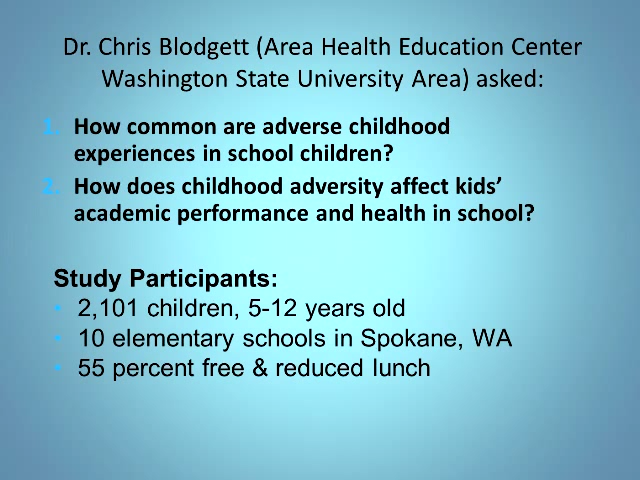 Dr. Chris Blodgett (Area Health Education Center
Washington State University Area) asked:
1. How common are adverse childhood
experiences in school children?
2. How does childhood adversity affect kids’
academic performance and health in school?
Study Participants:
• 2,101 children, 5-12 years old
• 10 elementary schools in Spokane, WA
• 55 percent free & reduced lunch